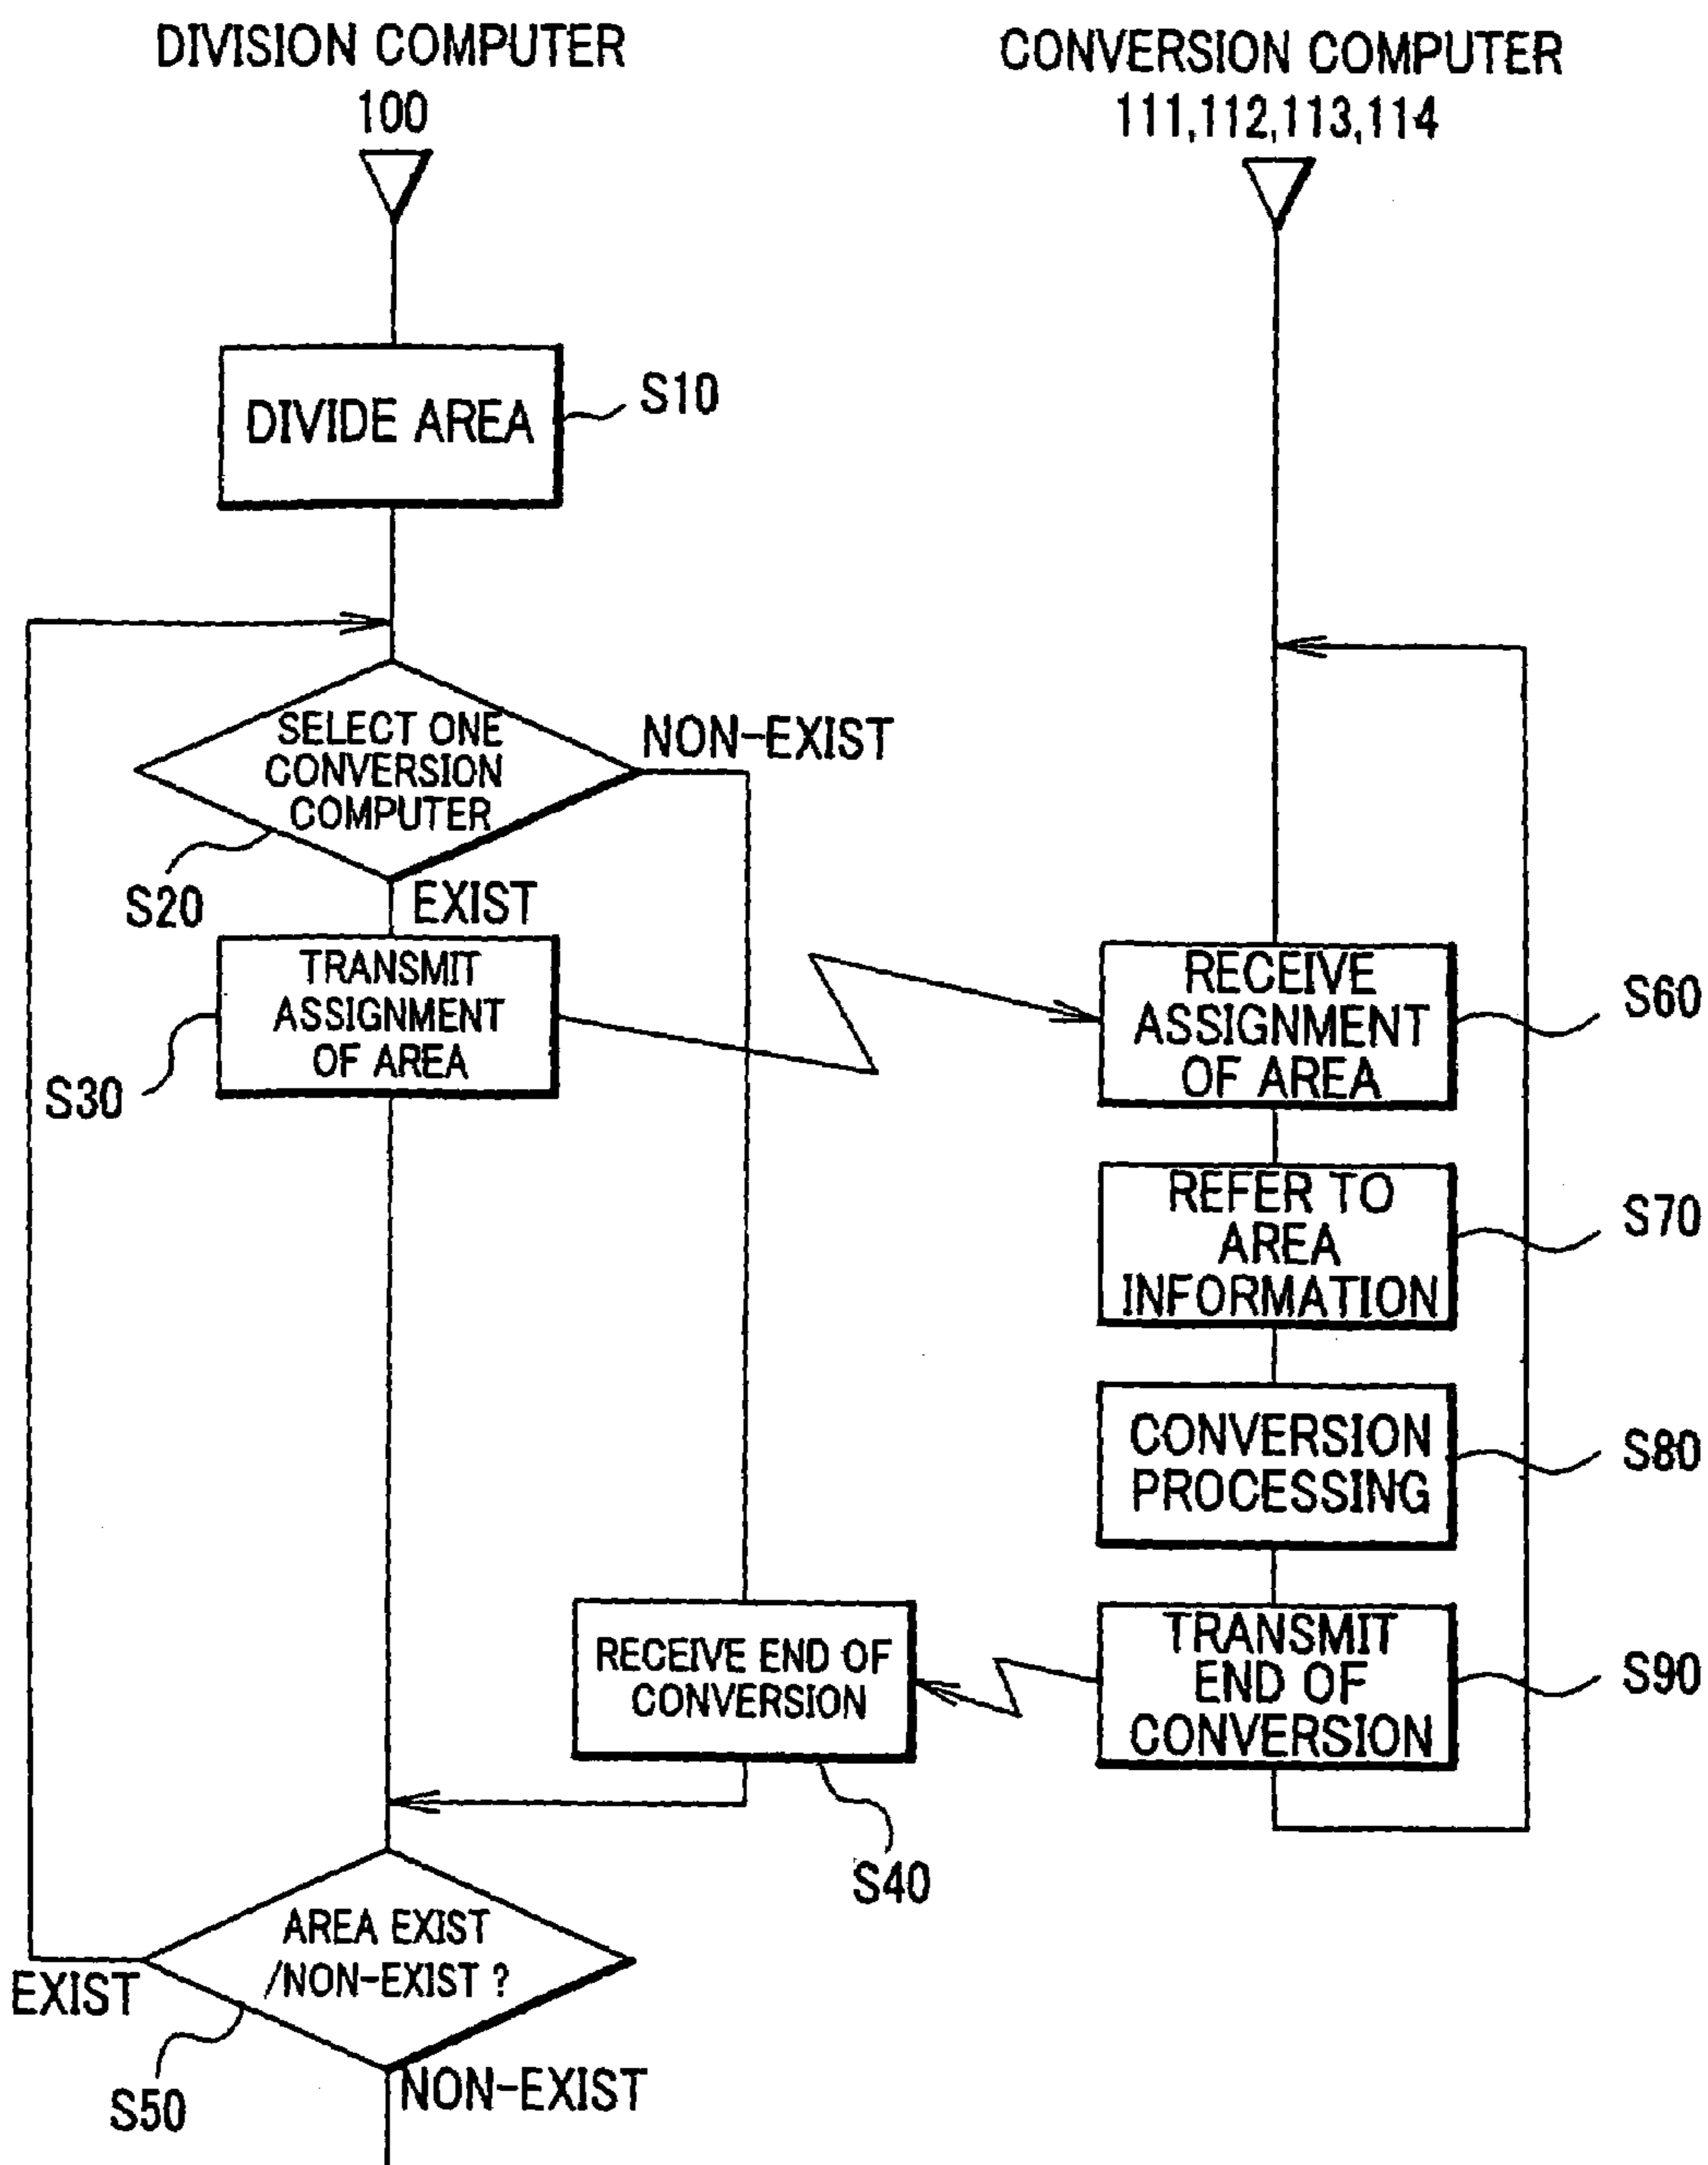 DIVISION COMPUTER
100
CONVERSION COMPUTER
111,112,113,114
DIVIDE AREA
S10
SELECT ONE
CONVERSION
COMPUTER
NON-EXIST
S20
EXIST
TRANSMIT
ASSIGNMENT
OF AREA
S30
RECEIVE
ASSIGNMENT
OF AREA
S60
REFER TO
AREA
INFORMATION
S70
CONVERSION
PROCESSING
S80
RECEIVE END OF
CONVERSION
S40
TRANSMIT
END OF
CONVERSION
S90
AREA EXIST
/NON-EXIST ?
EXIST
S50
NON-EXIST